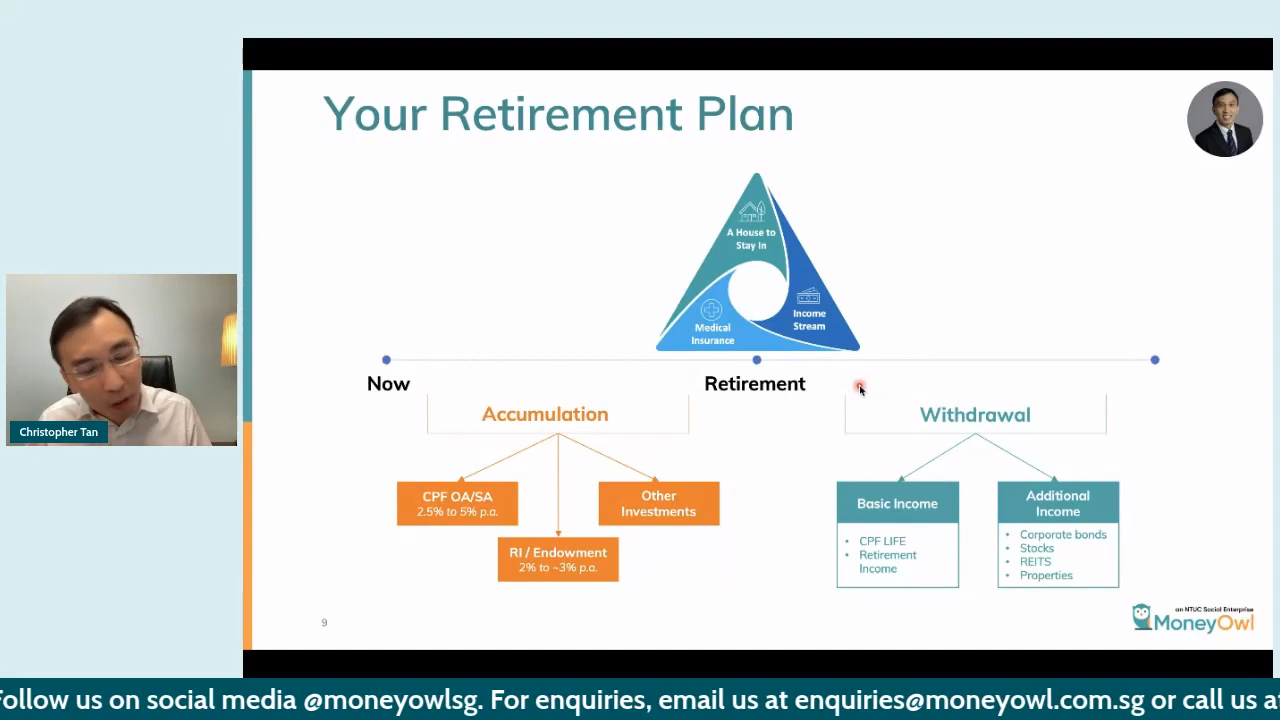 Your Retirement Plan
A House to
Stay In
Medical
Insurance
Income
Stream
Now
Retirement
Accumulation
Withdrawal
CPF OA/SA
2.5% to 5% p.a.
Other
Investments
RI / Endowment
2% to ~3% p.a.
Basic Income
• CPF LIFE
• Retirement
Income
Additional
Income
• Corporate bonds
• Stocks
• REITS
• Properties
9
an NTUC Social Enterprise
MoneyOwl
Christopher Tan
Follow us on social media @moneyowlsg. For enquiries, email us at enquiries@moneyowl.com.sg or call us at